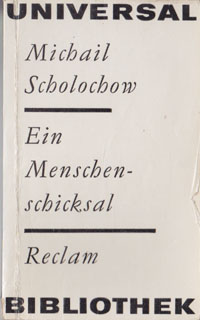 UNIVERSAL
Michail
Scholochow
Ein
Menschen-
schicksal
Reclam
BIBLIOTHEK